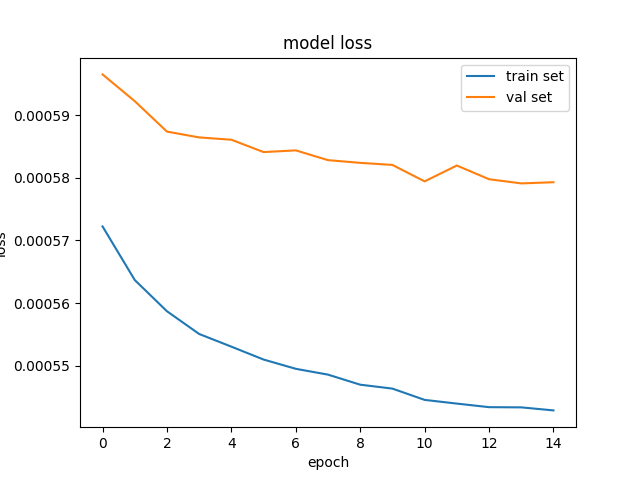 model loss
train set
val set
0.00059
0.00058
0.00057
0.00056
0.00055
loss
0 2 4 6 8 10 12 14
epoch